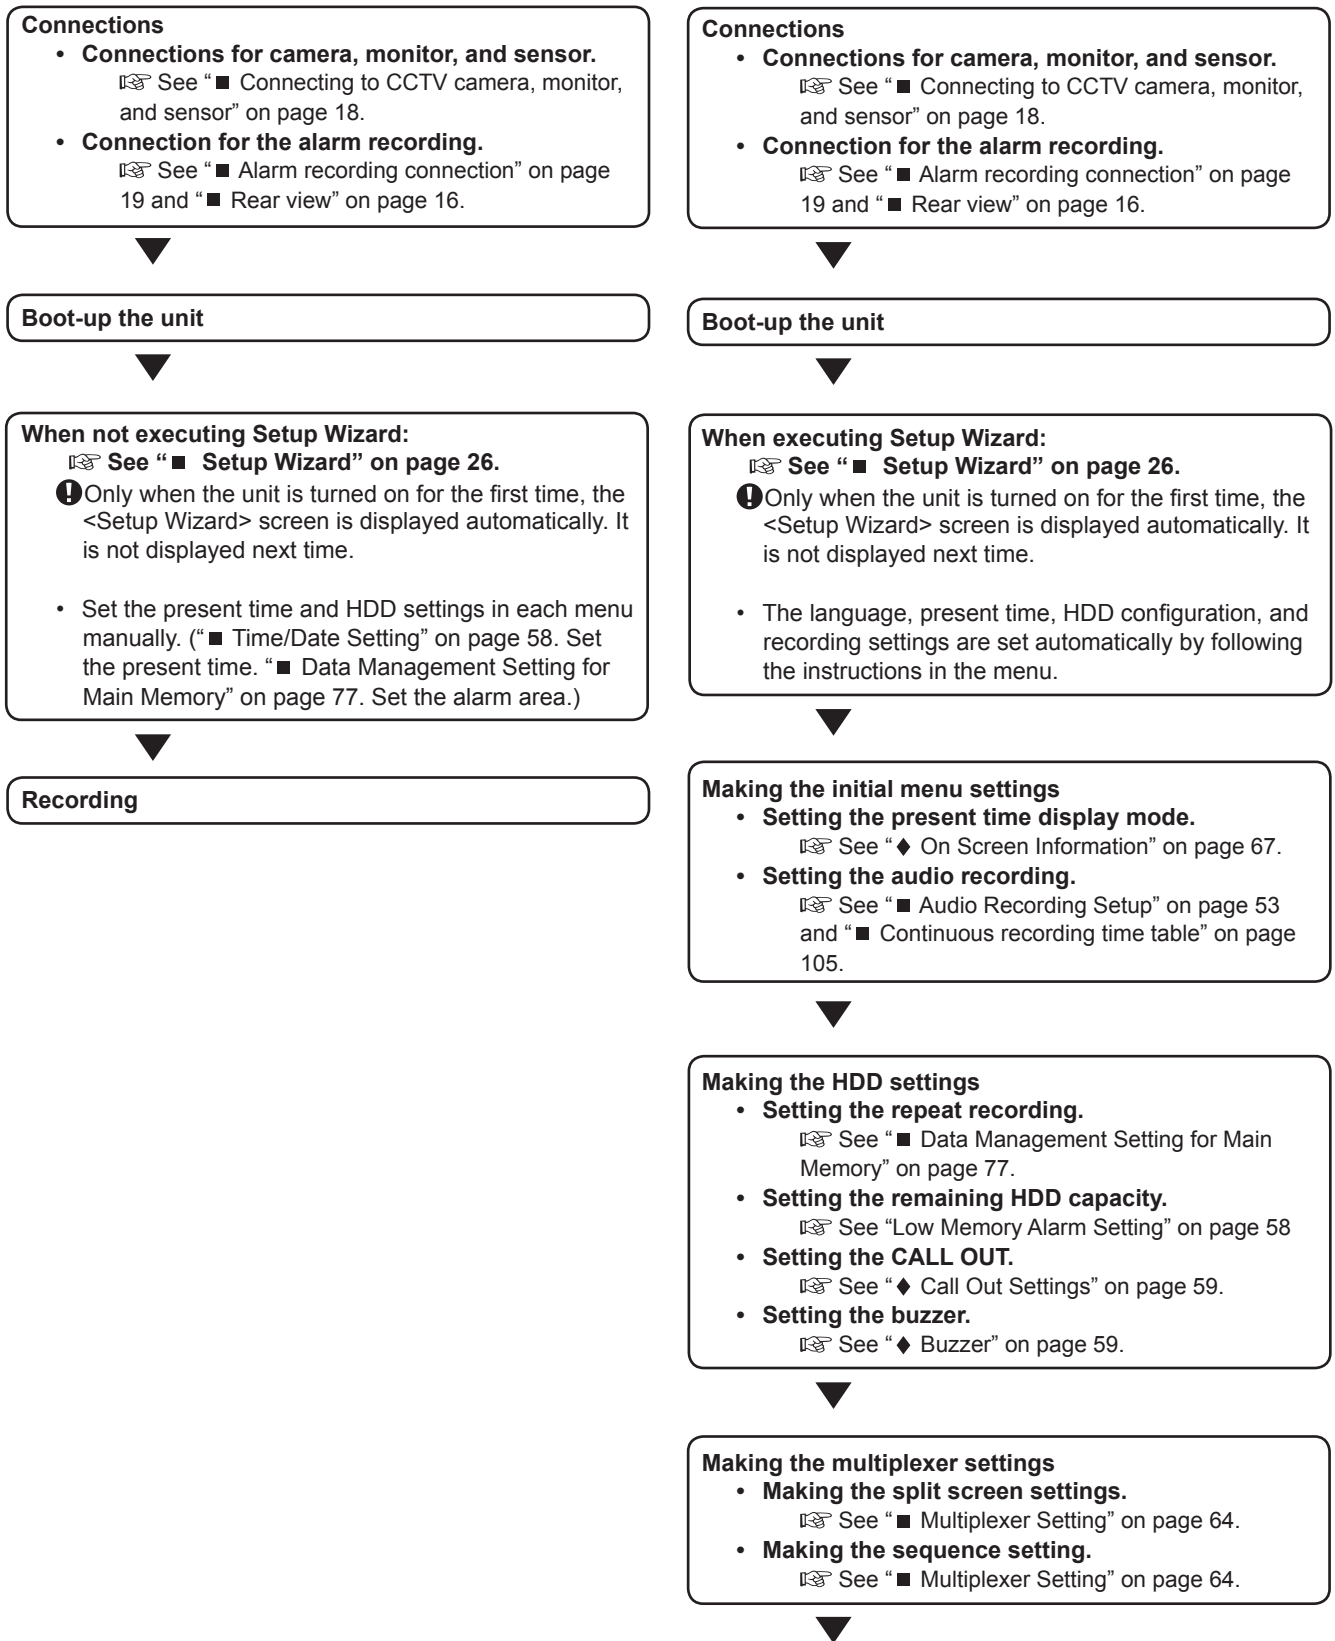 Connections
• Connections for camera, monitor, and sensor.
☞ See “■ Connecting to CCTV camera, monitor,
and sensor” on page 18.
• Connection for the alarm recording.
☞ See “■ Alarm recording connection” on page
19 and “■ Rear view” on page 16.
Boot-up the unit
When not executing Setup Wizard:
☞ See “■ Setup Wizard” on page 26.
Only when the unit is turned on for the first time, the
<Setup Wizard> screen is displayed automatically. It
is not displayed next time.
• Set the present time and HDD settings in each menu
manually. (“■ Time/Date Setting” on page 58. Set
the present time. “■ Data Management Setting for
Main Memory” on page 77. Set the alarm area.)
Recording
Connections
• Connections for camera, monitor, and sensor.
☞ See “■ Connecting to CCTV camera, monitor,
and sensor” on page 18.
• Connection for the alarm recording.
☞ See “■ Alarm recording connection” on page
19 and “■ Rear view” on page 16.
Boot-up the unit
When executing Setup Wizard:
☞ See “■ Setup Wizard” on page 26.
Only when the unit is turned on for the first time, the
<Setup Wizard> screen is displayed automatically. It
is not displayed next time.
• The language, present time, HDD configuration, and
recording settings are set automatically by following
the instructions in the menu.
Making the initial menu settings
• Setting the present time display mode.
☞ See “♦ On Screen Information” on page 67.
• Setting the audio recording.
☞ See “■ Audio Recording Setup” on page 53
and “■ Continuous recording time table” on page
105.
Making the HDD settings
• Setting the repeat recording.
☞ See “■ Data Management Setting for Main
Memory” on page 77.
• Setting the remaining HDD capacity.
☞ See “Low Memory Alarm Setting” on page 58
• Setting the CALL OUT.
☞ See “♦ Call Out Settings” on page 59.
• Setting the buzzer.
☞ See “♦ Buzzer” on page 59.
Making the multiplexer settings
• Making the split screen settings.
☞ See “■ Multiplexer Setting” on page 64.
• Making the sequence setting.
☞ See “■ Multiplexer Setting” on page 64.